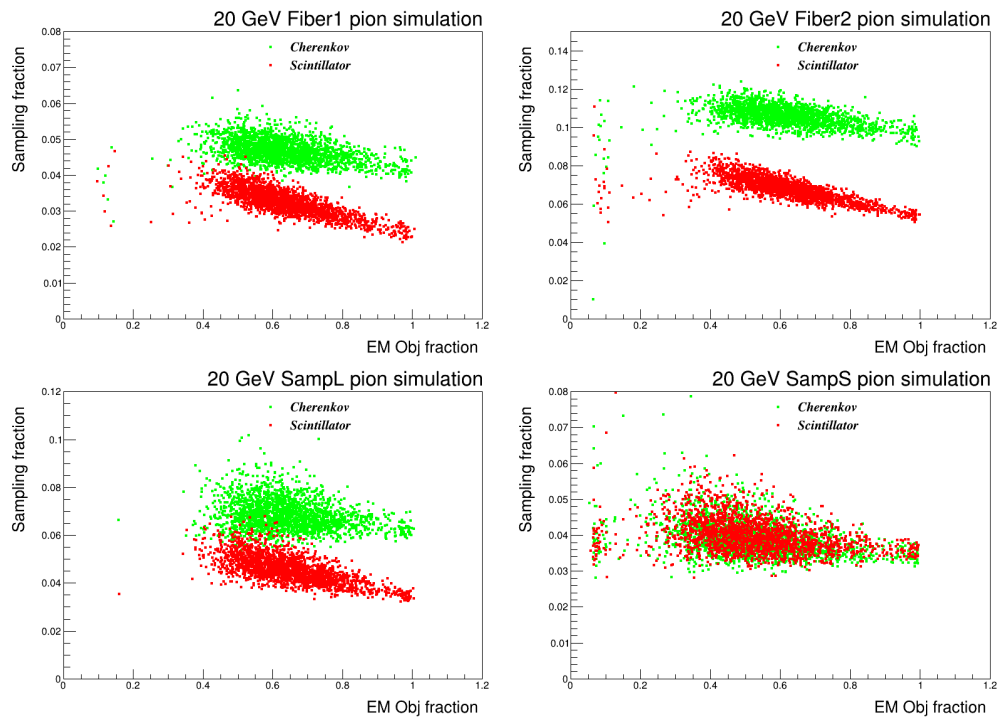 20 GeV Fiber1 pion simulation
Sampling fraction
0.08
0.07
0.06
0.05
0.04
0.03
0.02
0.01
0
Cherenkov
Scintillator
0 0.2 0.4 0.6 0.8 1 1.2
EM Obj fraction
20 GeV Fiber2 pion simulation
Sampling fraction
0.14
0.12
0.1
0.08
0.06
0.04
0.02
0
Cherenkov
Scintillator
0 0.2 0.4 0.6 0.8 1 1.2
EM Obj fraction
20 GeV SampL pion simulation
Sampling fraction
0.12
0.1
0.08
0.06
0.04
0.02
0
Cherenkov
Scintillator
0 0.2 0.4 0.6 0.8 1 1.2
EM Obj fraction
20 GeV SampS pion simulation
Sampling fraction
0.08
0.07
0.06
0.05
0.04
0.03
0.02
0.01
0
Cherenkov
Scintillator
0 0.2 0.4 0.6 0.8 1 1.2
EM Obj fraction